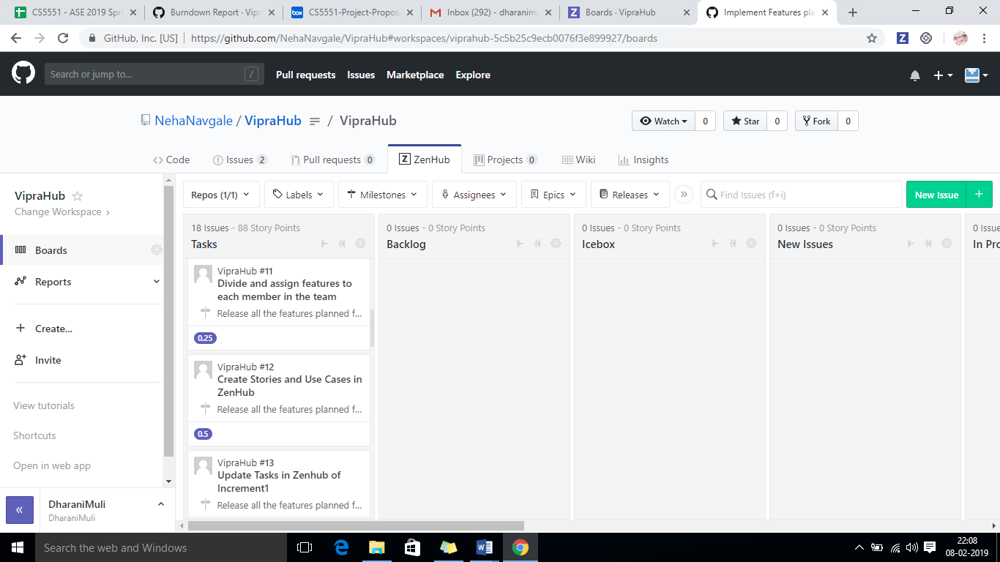 CS5551 - ASE 2019 Spri
Burndown Report · Vipr
CS5551-Project-Propos
Inbox (292) - dharanimu
Boards · VipraHub
Implement Features pla
GitHub, Inc. [US] | https://github.com/NehaNavgale/VipraHub#workspaces/viprahub-5c5b25c9ecb0076f3e899927/boards
Search or jump to... /
Pull requests Issues Marketplace Explore
NehaNavgale / VipraHub / VipraHub
Watch 0 Star 0 Fork 0
Code Issues 2 Pull requests 0 ZenHub Projects 0 Wiki Insights
VipraHub
Change Workspace
Boards
Reports
Create...
Invite
View tutorials
Shortcuts
Open in web app
DharaniMuli
DharaniMuli
Repos (1/1) Labels Milestones Assignees Epics Releases Find Issues (f+i) New Issue +
18 Issues - 88 Story Points
Tasks
VipraHub #11
Divide and assign features to
each member in the team
Release all the features planned f...
0.25
VipraHub #12
Create Stories and Use Cases in
ZenHub
Release all the features planned f...
0.5
VipraHub #13
Update Tasks in Zenhub of
Increment1
Release all the features planned f...
0 Issues - 0 Story Points
Backlog
0 Issues - 0 Story Points
Icebox
0 Issues - 0 Story Points
New Issues
0 Issue
In Pro
Search the web and Windows
22:08
08-02-2019